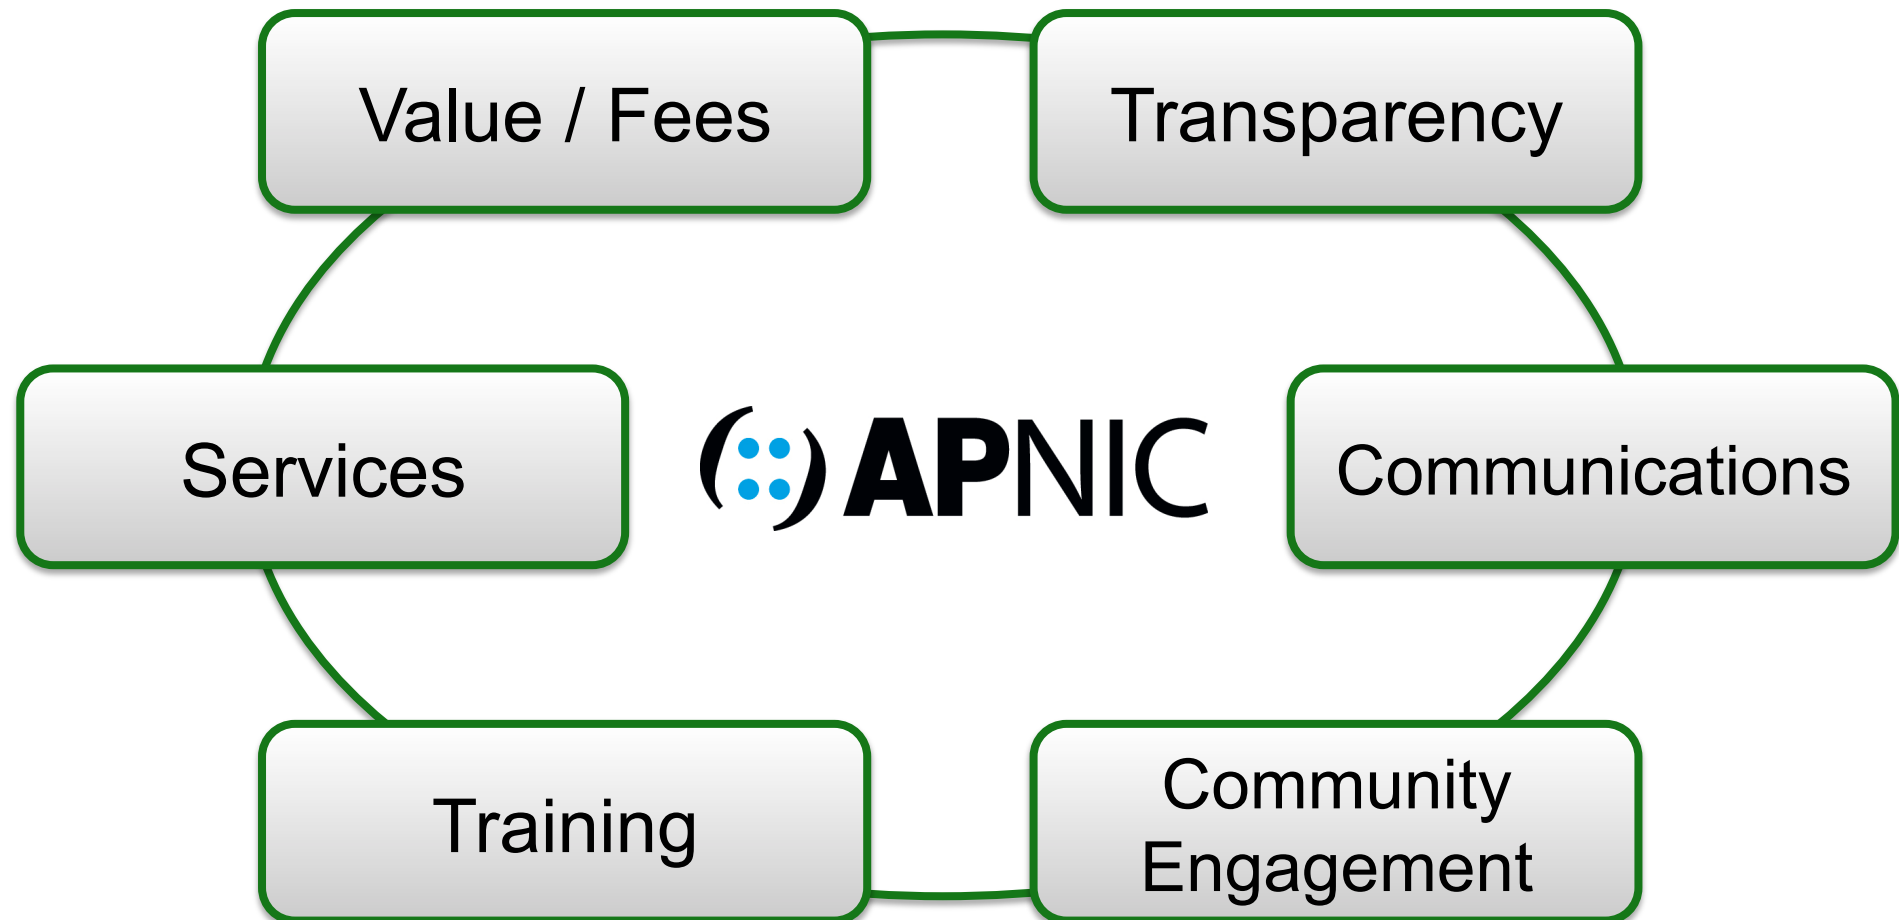 Value / Fees
Transparency
Services
APNIC
Communications
Training
Community
Engagement